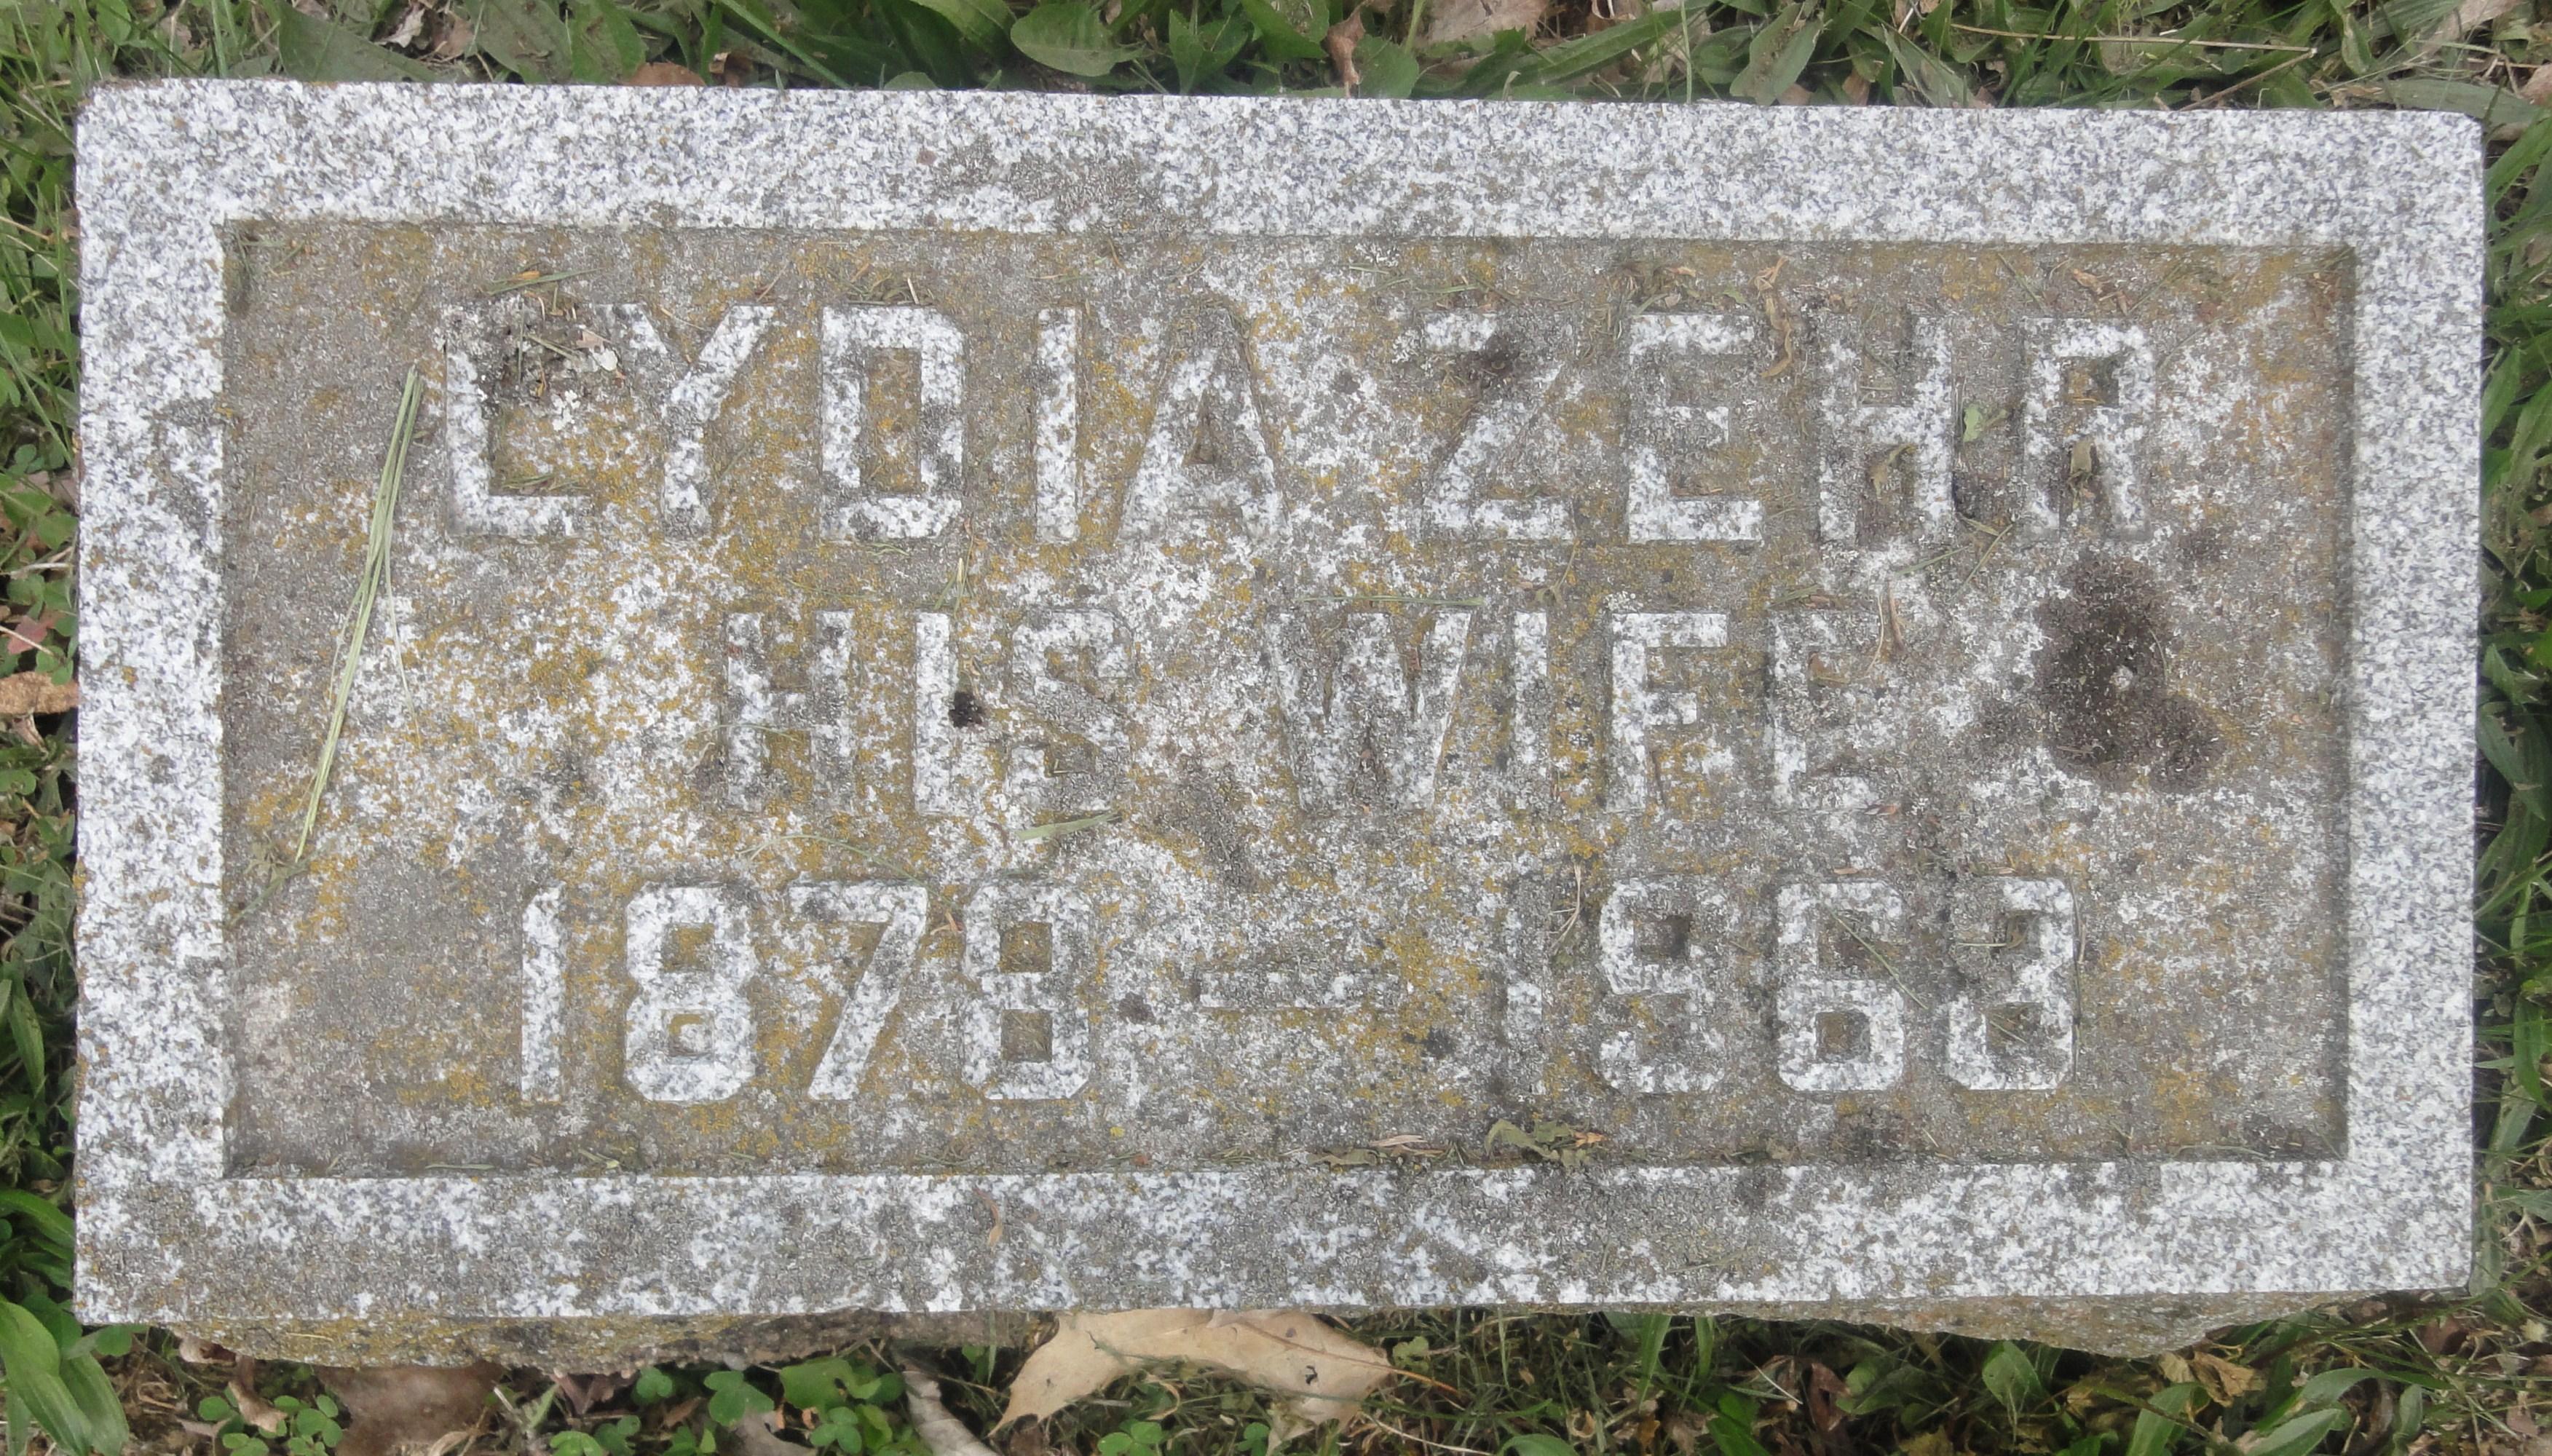 LYDIA ZEHR
HIS WIFE
1878 – 1963